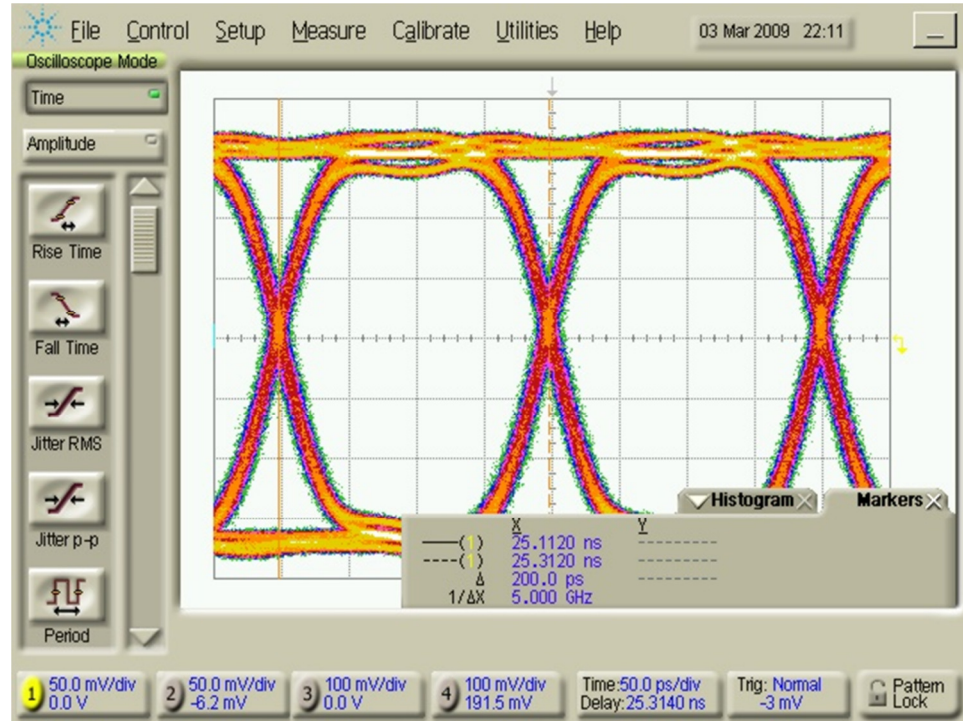 File Control Setup Measure Calibrate Utilities Help 03 Mar 2009 22:11
Oscilloscope Mode
Time
Amplitude
Rise Time
Fall Time
Jitter RMS
Jitter p-p
Period
Histogram Markers
X Y
——(1) 25.1120 ns ---------
----(1) 25.3120 ns ---------
Δ 200.0 ps ---------
1/ΔX 5.000 GHz
1 50.0 mV/div
0.0 V
2 50.0 mV/div
-6.2 mV
3 100 mV/div
0.0 V
4 100 mV/div
191.5 mV
Time:50.0 ps/div
Delay:25.3140 ns
Trig: Normal
-3 mV
Pattern
Lock